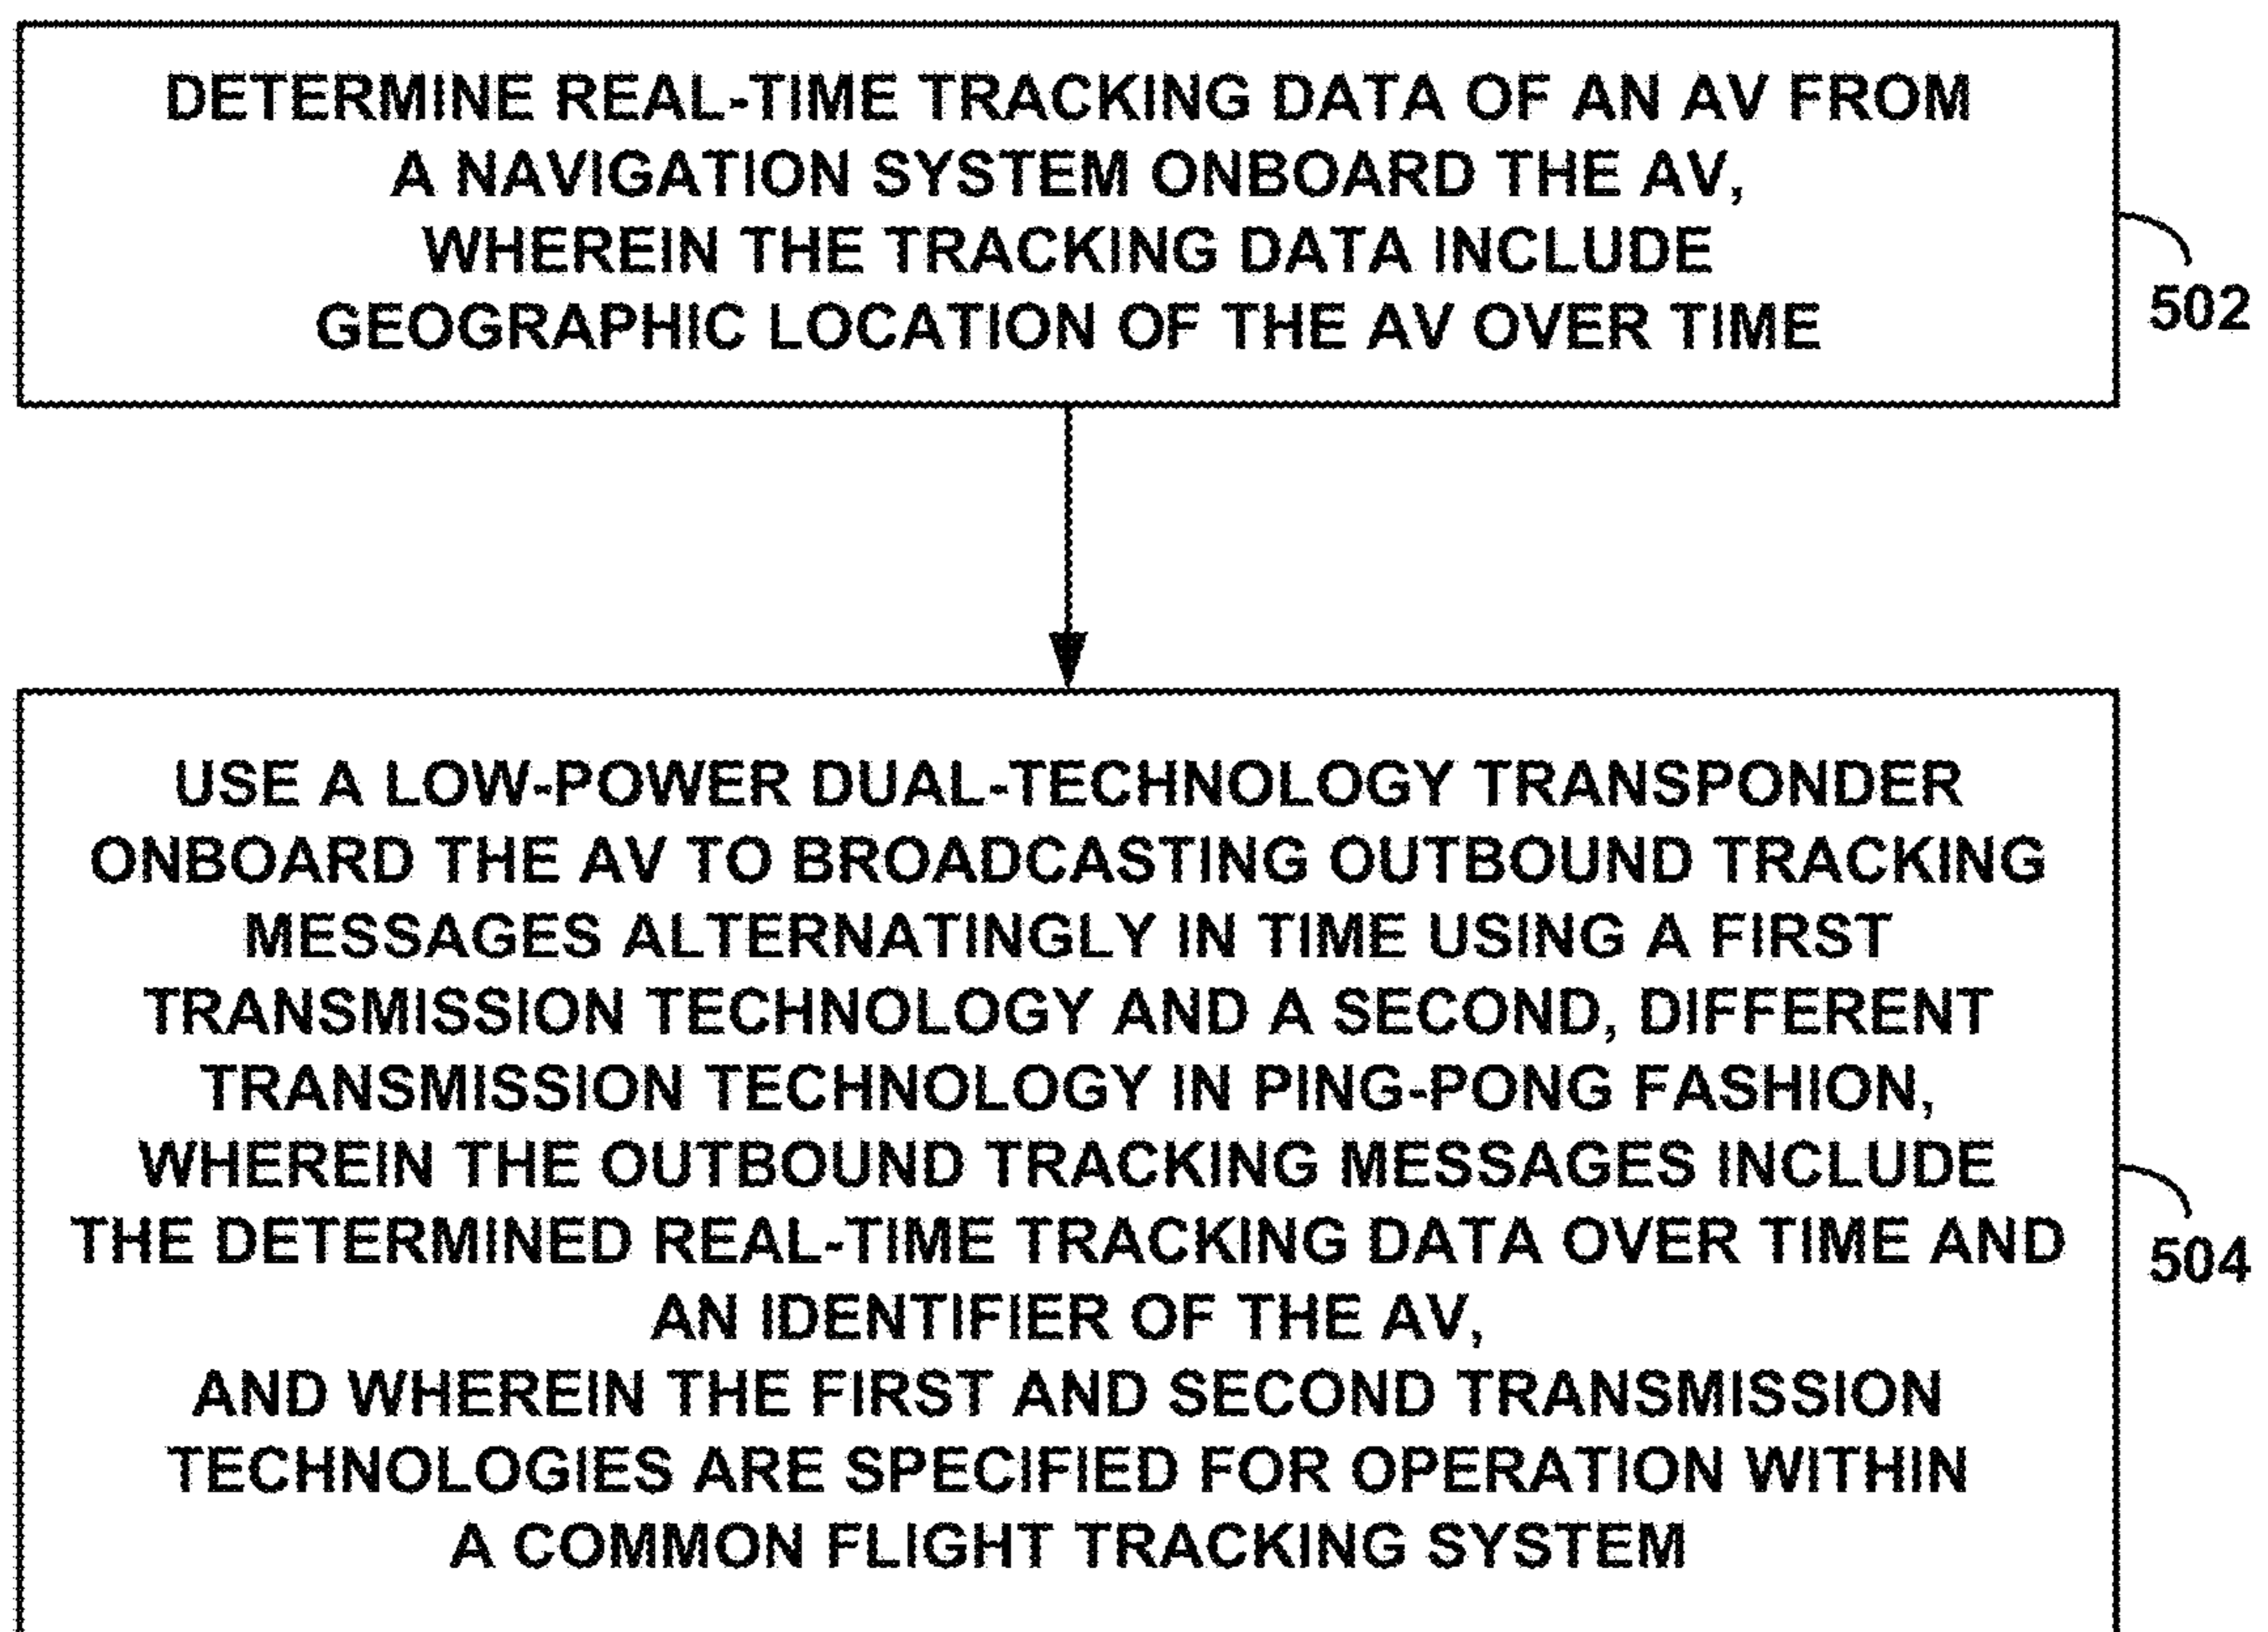 DETERMINE REAL-TIME TRACKING DATA OF AN AV FROM
A NAVIGATION SYSTEM ONBOARD THE AV,
WHEREIN THE TRACKING DATA INCLUDE
GEOGRAPHIC LOCATION OF THE AV OVER TIME
502
USE A LOW-POWER DUAL-TECHNOLOGY TRANSPONDER
ONBOARD THE AV TO BROADCASTING OUTBOUND TRACKING
MESSAGES ALTERNATINGLY IN TIME USING A FIRST
TRANSMISSION TECHNOLOGY AND A SECOND, DIFFERENT
TRANSMISSION TECHNOLOGY IN PING-PONG FASHION,
WHEREIN THE OUTBOUND TRACKING MESSAGES INCLUDE
THE DETERMINED REAL-TIME TRACKING DATA OVER TIME AND
AN IDENTIFIER OF THE AV,
AND WHEREIN THE FIRST AND SECOND TRANSMISSION
TECHNOLOGIES ARE SPECIFIED FOR OPERATION WITHIN
A COMMON FLIGHT TRACKING SYSTEM
504